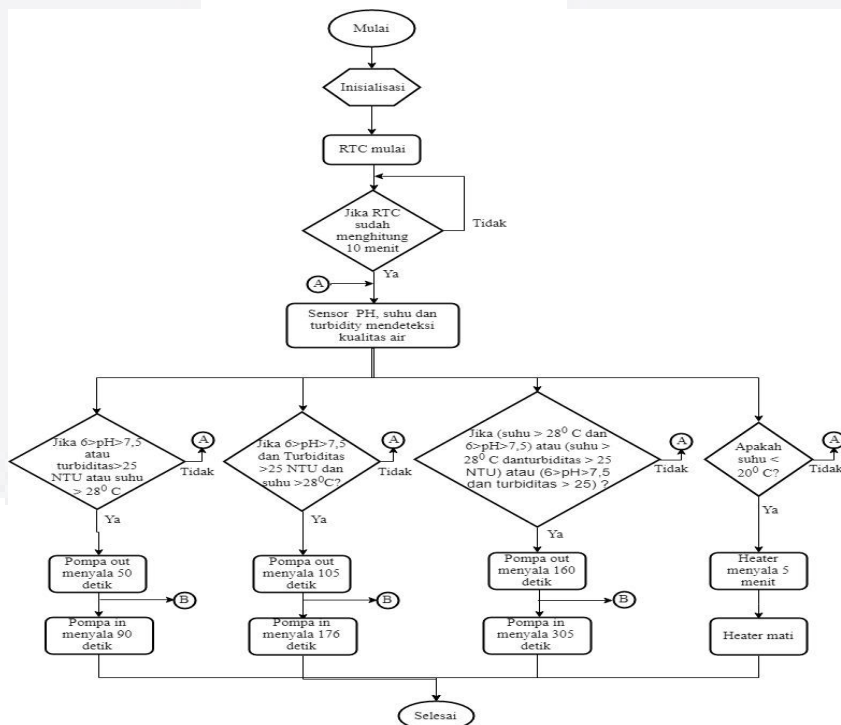 Mulai
Inisialisasi
RTC mulai
Jika RTC
sudah
menghitung
10 menit
Tidak
Ya
A
Sensor PH, suhu dan
turbidity mendeteksi
kualitas air
Jika 6>pH>7,5
atau
turbiditas>25
NTU atau suhu
> 28⁰ C
A
Tidak
Ya
Pompa out
menyala 50
detik
B
Pompa in
menyala 90
detik
Jika 6>pH>7,5
dan Turbiditas
>25 NTU dan
suhu >28⁰C?
A
Tidak
Ya
Pompa out
menyala 105
detik
B
Pompa in
menyala 176
detik
Jika (suhu > 28⁰ C dan
6>pH>7,5) atau (suhu >
28⁰ C danturbiditas > 25
NTU) atau (6>pH>7,5
dan turbiditas > 25) ?
A
Tidak
Ya
Pompa out
menyala 160
detik
B
Pompa in
menyala 305
detik
Apakah
suhu <
20⁰ C?
A
Tidak
Ya
Heater
menyala 5
menit
Heater mati
Selesai